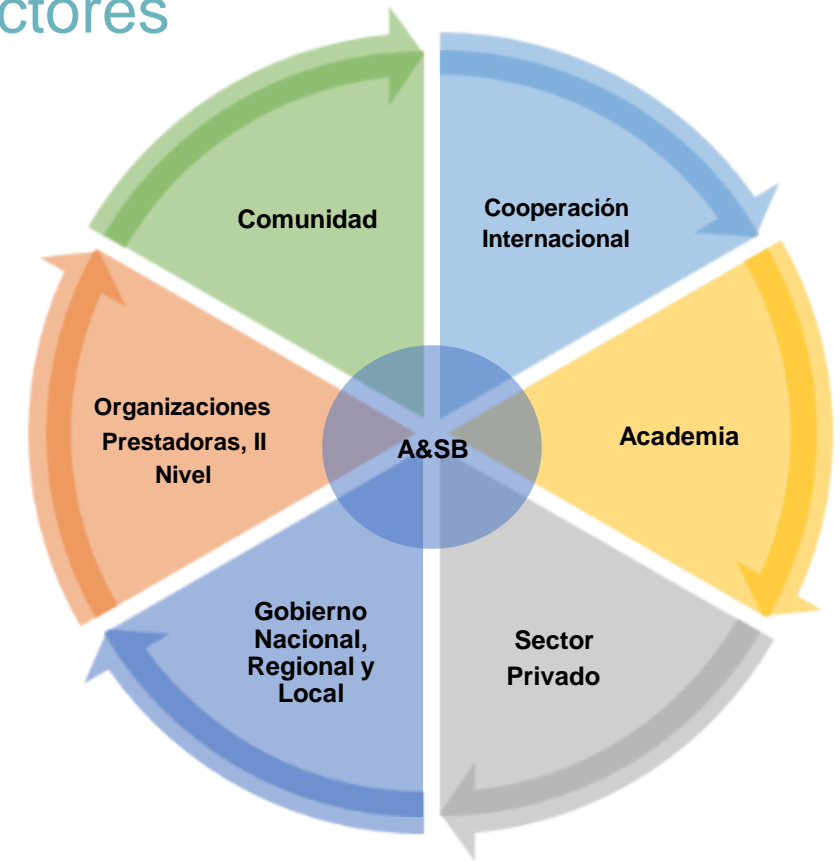 ctores
Comunidad
Cooperación
Internacional
Organizaciones
Prestadoras, II
Nivel
A&SB
Academia
Gobierno
Nacional,
Regional y
Local
Sector
Privado